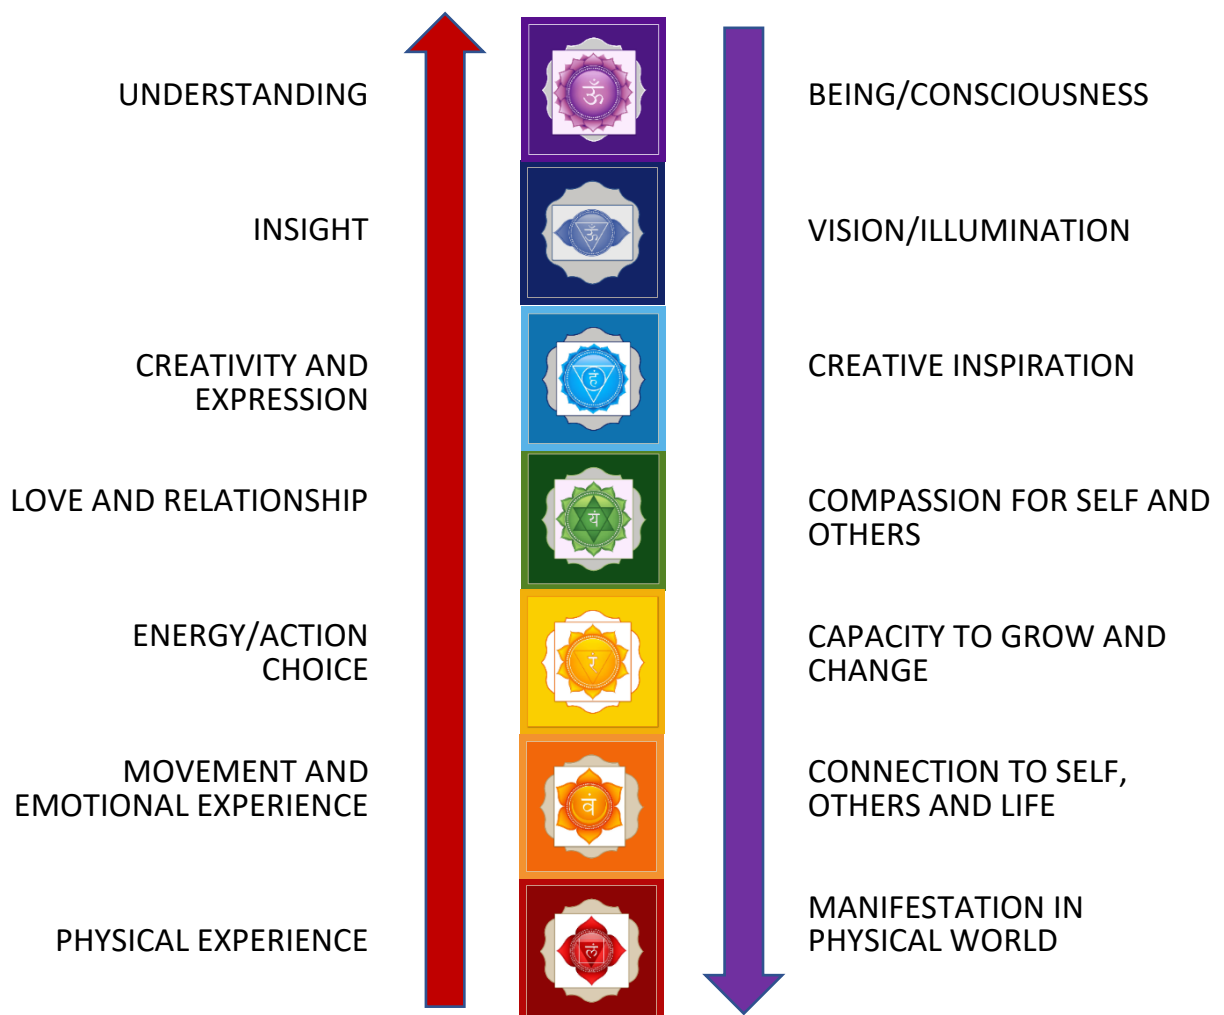 UNDERSTANDING
ॐ
BEING/CONSCIOUSNESS
INSIGHT
ॐ
VISION/ILLUMINATION
CREATIVITY AND
EXPRESSION
हं
CREATIVE INSPIRATION
LOVE AND RELATIONSHIP
यं
COMPASSION FOR SELF AND
OTHERS
ENERGY/ACTION
CHOICE
रं
CAPACITY TO GROW AND
CHANGE
MOVEMENT AND
EMOTIONAL EXPERIENCE
वं
CONNECTION TO SELF,
OTHERS AND LIFE
PHYSICAL EXPERIENCE
लं
MANIFESTATION IN
PHYSICAL WORLD